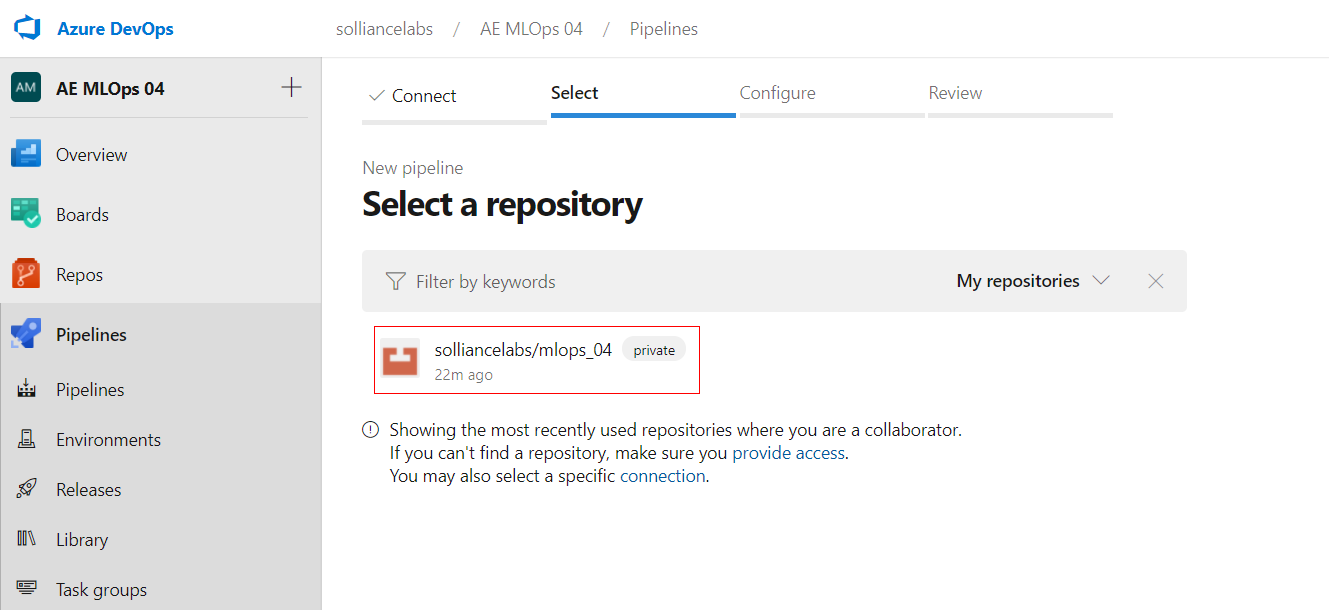 Azure DevOps
solliancelabs / AE MLOps 04 / Pipelines
AM AE MLOps 04
Overview
Boards
Repos
Pipelines
Pipelines
Environments
Releases
Library
Task groups
Connect Select Configure Review
New pipeline
Select a repository
Filter by keywords My repositories
solliancelabs/mlops_04 private
22m ago
Showing the most recently used repositories where you are a collaborator.
If you can't find a repository, make sure you provide access.
You may also select a specific connection.